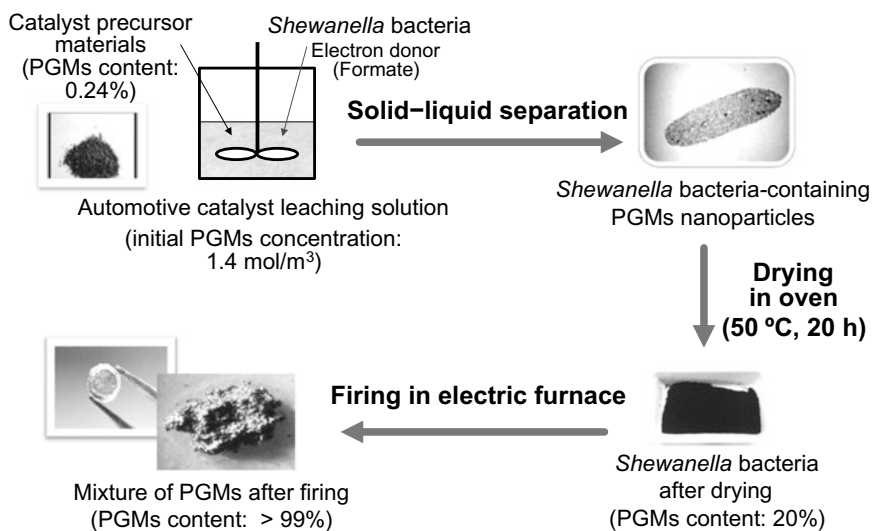 Catalyst precursor
materials
(PGMs content:
0.24%)
Shewanella bacteria
Electron donor
(Formate)
Solid−liquid separation
Automotive catalyst leaching solution
(initial PGMs concentration:
1.4 mol/m³)
Shewanella bacteria-containing
PGMs nanoparticles
Drying
in oven
(50 ºC, 20 h)
Firing in electric furnace
Shewanella bacteria
after drying
(PGMs content: 20%)
Mixture of PGMs after firing
(PGMs content: > 99%)